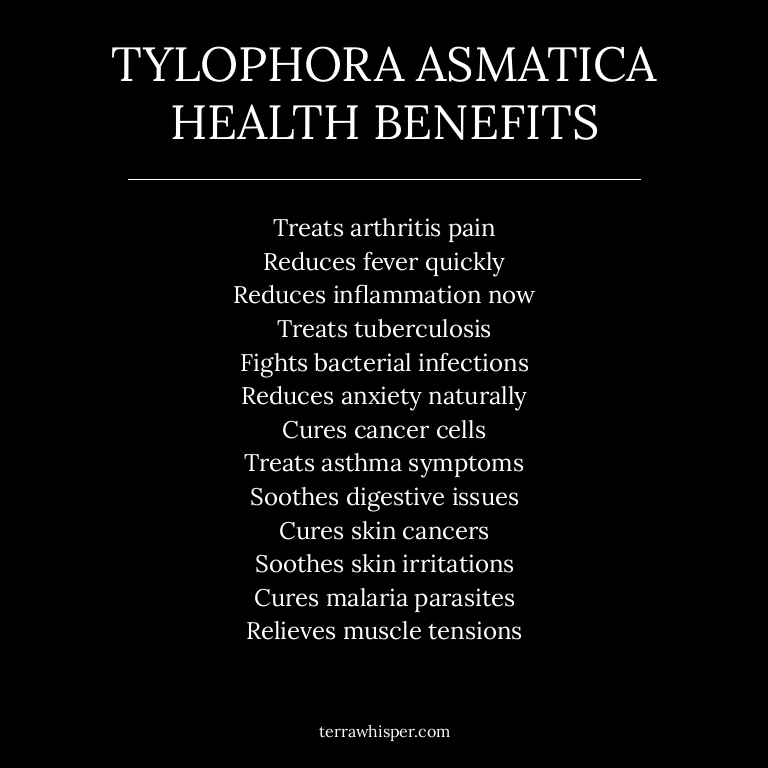 TYLOPHORA ASMATICA
HEALTH BENEFITS
Treats arthritis pain
Reduces fever quickly
Reduces inflammation now
Treats tuberculosis
Fights bacterial infections
Reduces anxiety naturally
Cures cancer cells
Treats asthma symptoms
Soothes digestive issues
Cures skin cancers
Soothes skin irritations
Cures malaria parasites
Relieves muscle tensions
terrawhisper.com